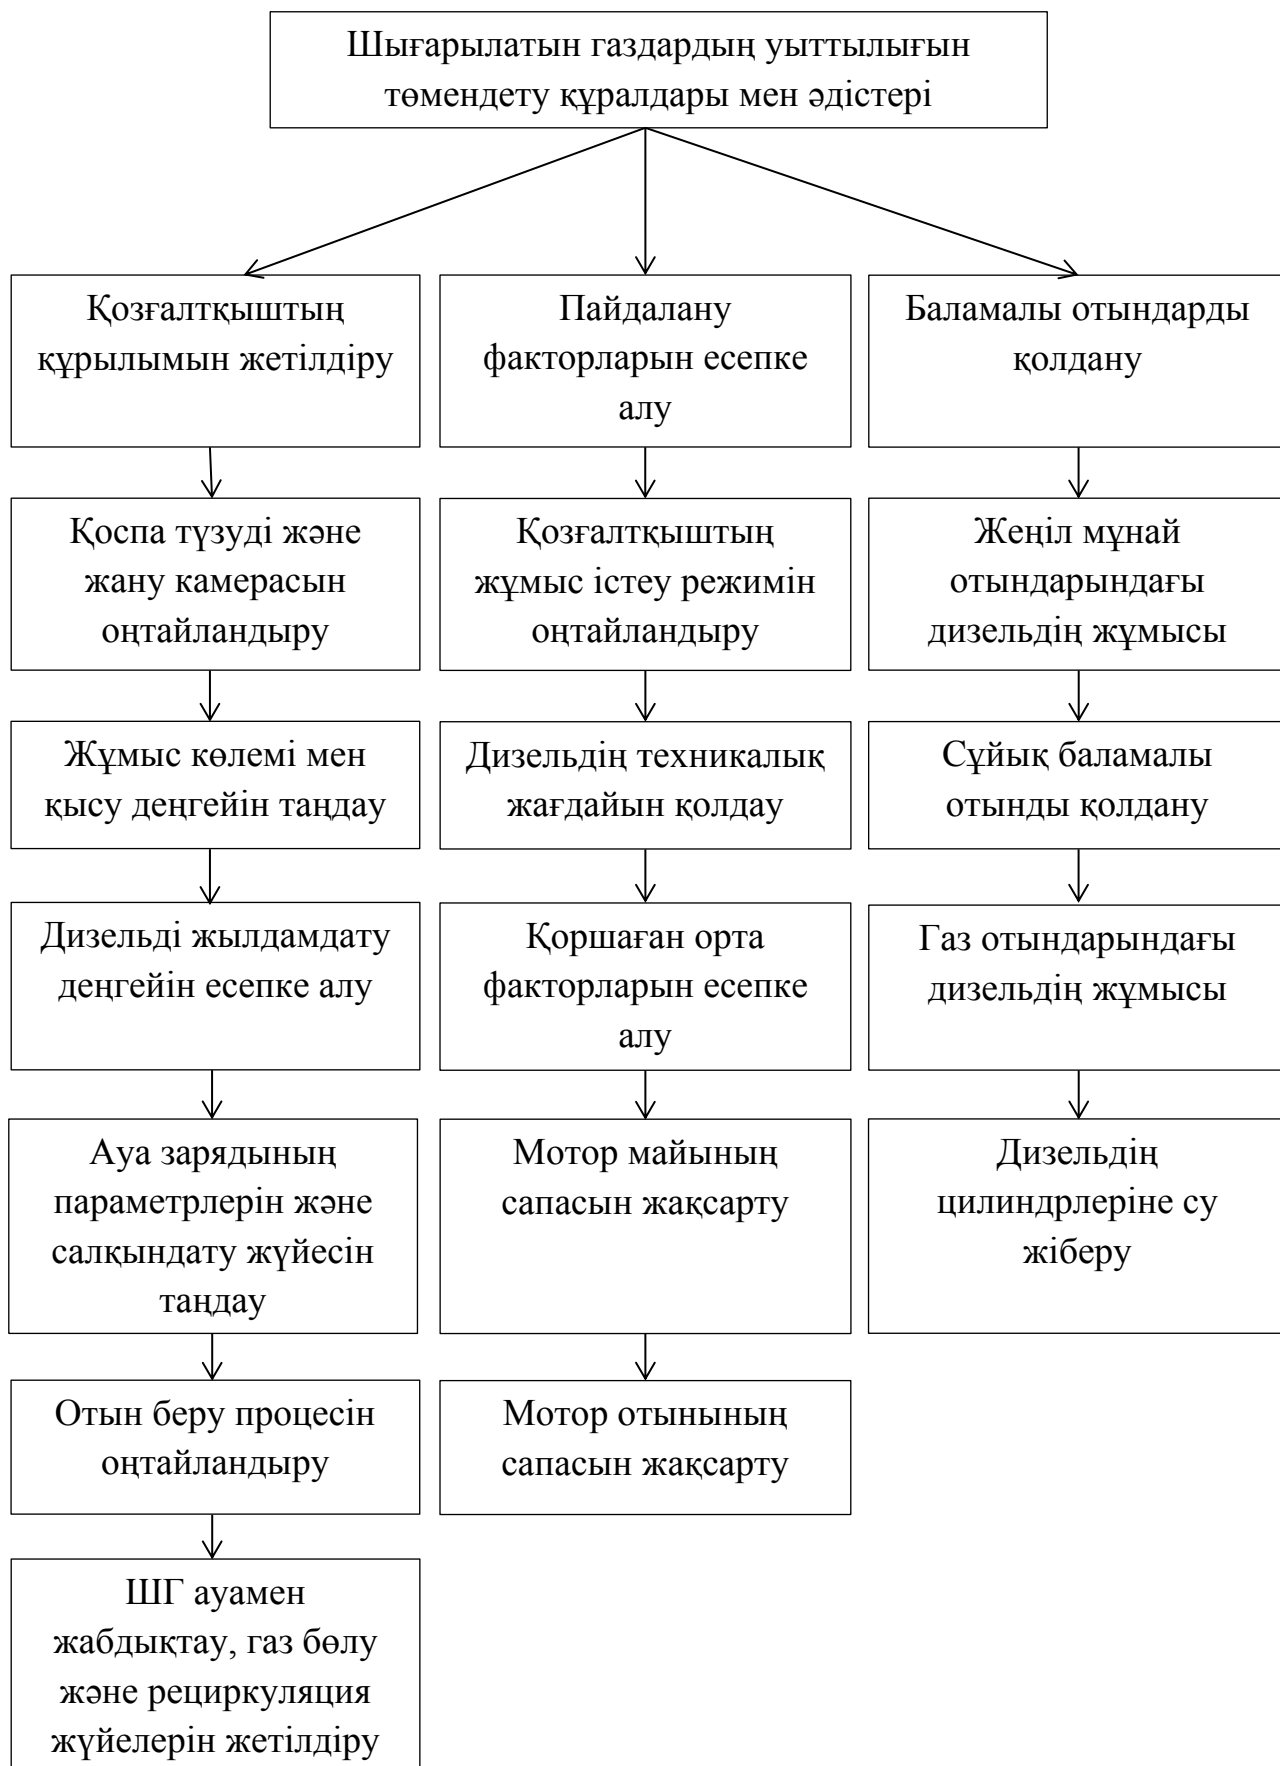 Шығарылатын газдардың уыттылығын
төмендету құралдары мен әдістері
Қозғалтқыштың
құрылымын жетілдіру
Пайдалану
факторларын есепке
алу
Баламалы отындарды
қолдану
Қоспа түзуді және
жану камерасын
оңтайландыру
Қозғалтқыштың
жұмыс істеу режимін
оңтайландыру
Жеңіл мұнай
отындарындағы
дизельдің жұмысы
Жұмыс көлемі мен
қысу деңгейін таңдау
Дизельдің техникалық
жағдайын қолдау
Сұйық баламалы
отынды қолдану
Дизельді жылдамдату
деңгейін есепке алу
Қоршаған орта
факторларын есепке
алу
Газ отындарындағы
дизельдің жұмысы
Ауа зарядының
параметрлерін және
салқындату жүйесін
таңдау
Мотор майының
сапасын жақсарту
Дизельдің
цилиндрлеріне су
жіберу
Отын беру процесін
оңтайландыру
Мотор отынының
сапасын жақсарту
ШГ ауамен
жабдықтау, газ бөлу
және рециркуляция
жүйелерін жетілдіру